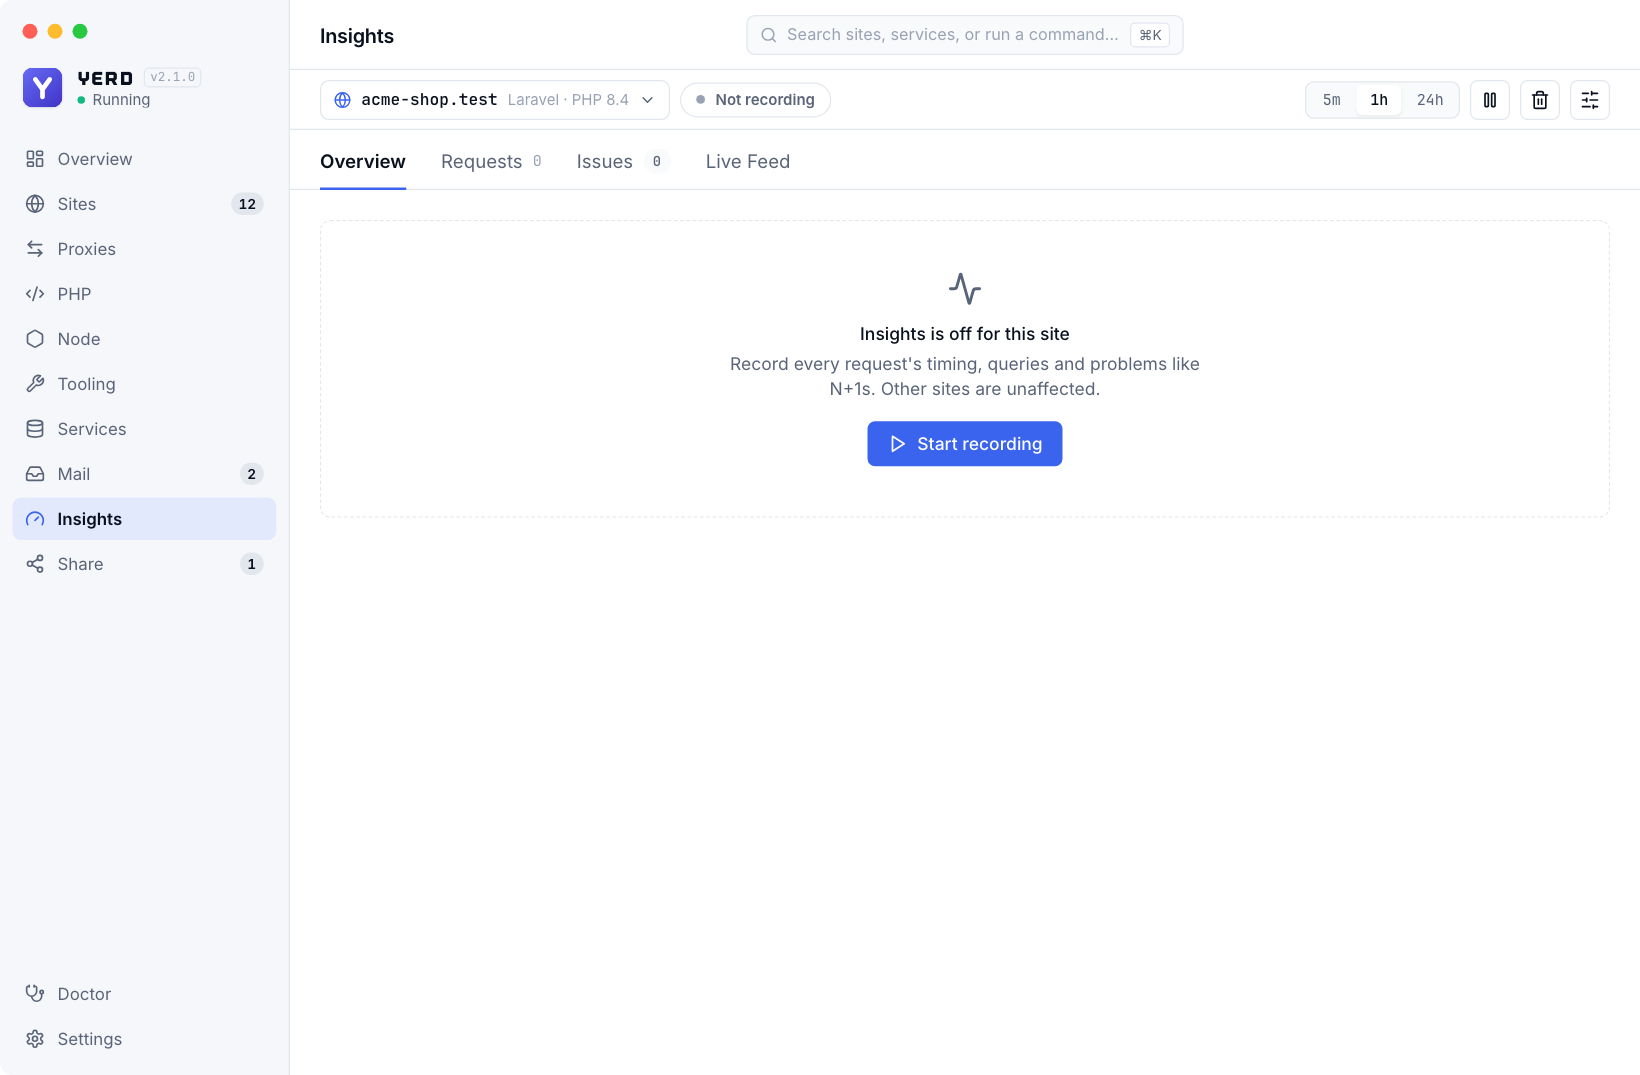 Insights
Search sites, services, or run a command... ⌘K
Y
YERD v2.1.0
Running
Overview
Sites 12
Proxies
PHP
Node
Tooling
Services
Mail 2
Insights
Share 1
Doctor
Settings
acme-shop.test Laravel · PHP 8.4
Not recording
5m 1h 24h
Overview Requests 0 Issues 0 Live Feed
Insights is off for this site
Record every request's timing, queries and problems like
N+1s. Other sites are unaffected.
Start recording